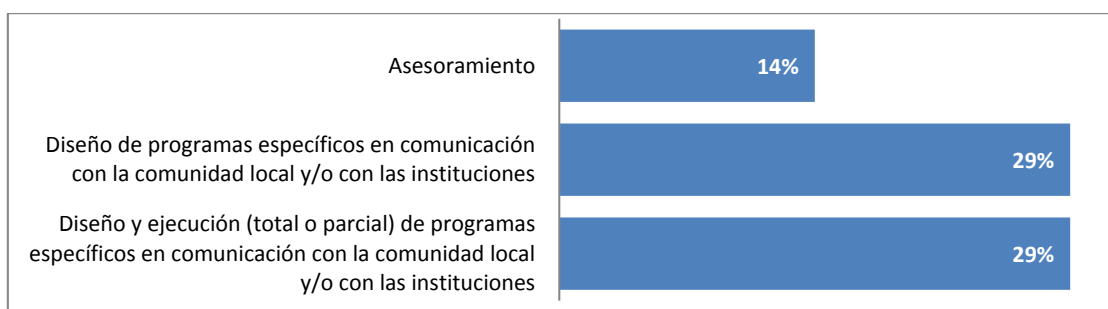 Asesoramiento
14%
Diseño de programas específicos en comunicación
con la comunidad local y/o con las instituciones
29%
Diseño y ejecución (total o parcial) de programas
específicos en comunicación con la comunidad local
y/o con las instituciones
29%